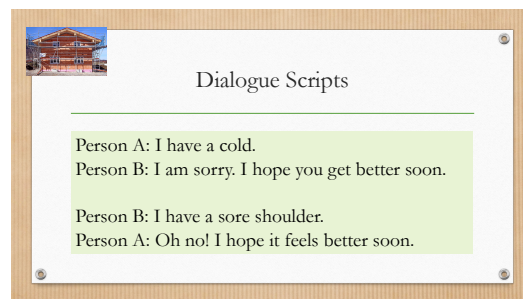 Dialogue Scripts
Person A: I have a cold.
Person B: I am sorry. I hope you get better soon.
Person B: I have a sore shoulder.
Person A: Oh no! I hope it feels better soon.